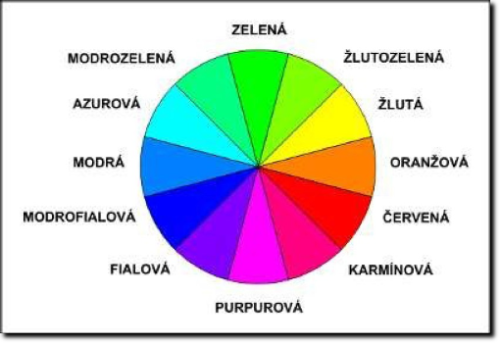 ZELENÁ
MODROZELENÁ
ŽLUTOZELENÁ
AZUROVÁ
ŽLUTÁ
MODRÁ
ORANŽOVÁ
MODROFIALOVÁ
ČERVENÁ
FIALOVÁ
KARMÍNOVÁ
PURPUROVÁ